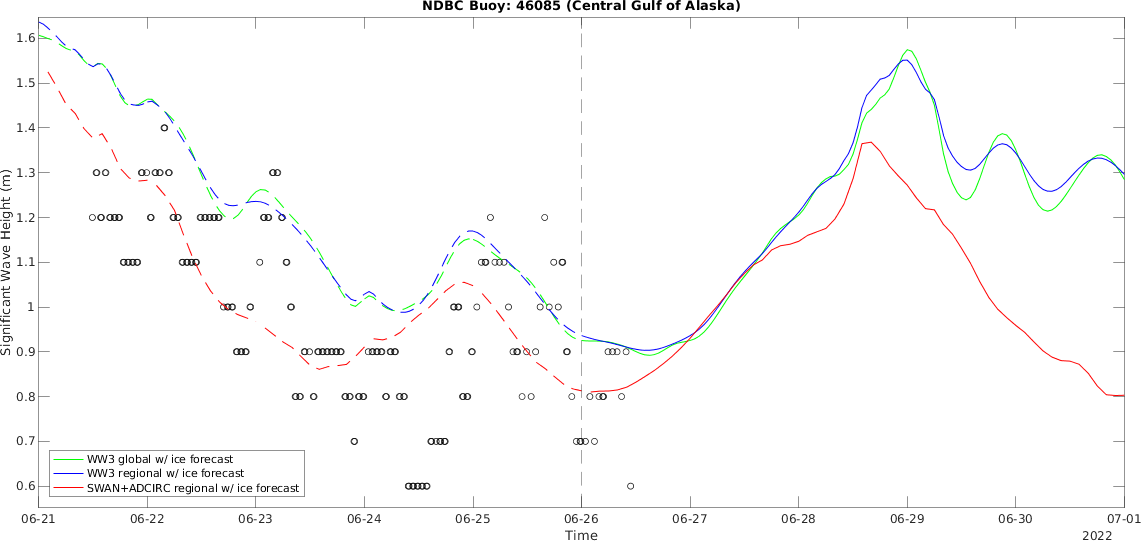 NDBC Buoy: 46085 (Central Gulf of Alaska)
Significant Wave Height (m)
1.6
1.5
1.4
1.3
1.2
1.1
1
0.9
0.8
0.7
0.6
WW3 global w/ ice forecast
WW3 regional w/ ice forecast
SWAN+ADCIRC regional w/ ice forecast
06-21 06-22 06-23 06-24 06-25 06-26 06-27 06-28 06-29 06-30 07-01
Time
2022